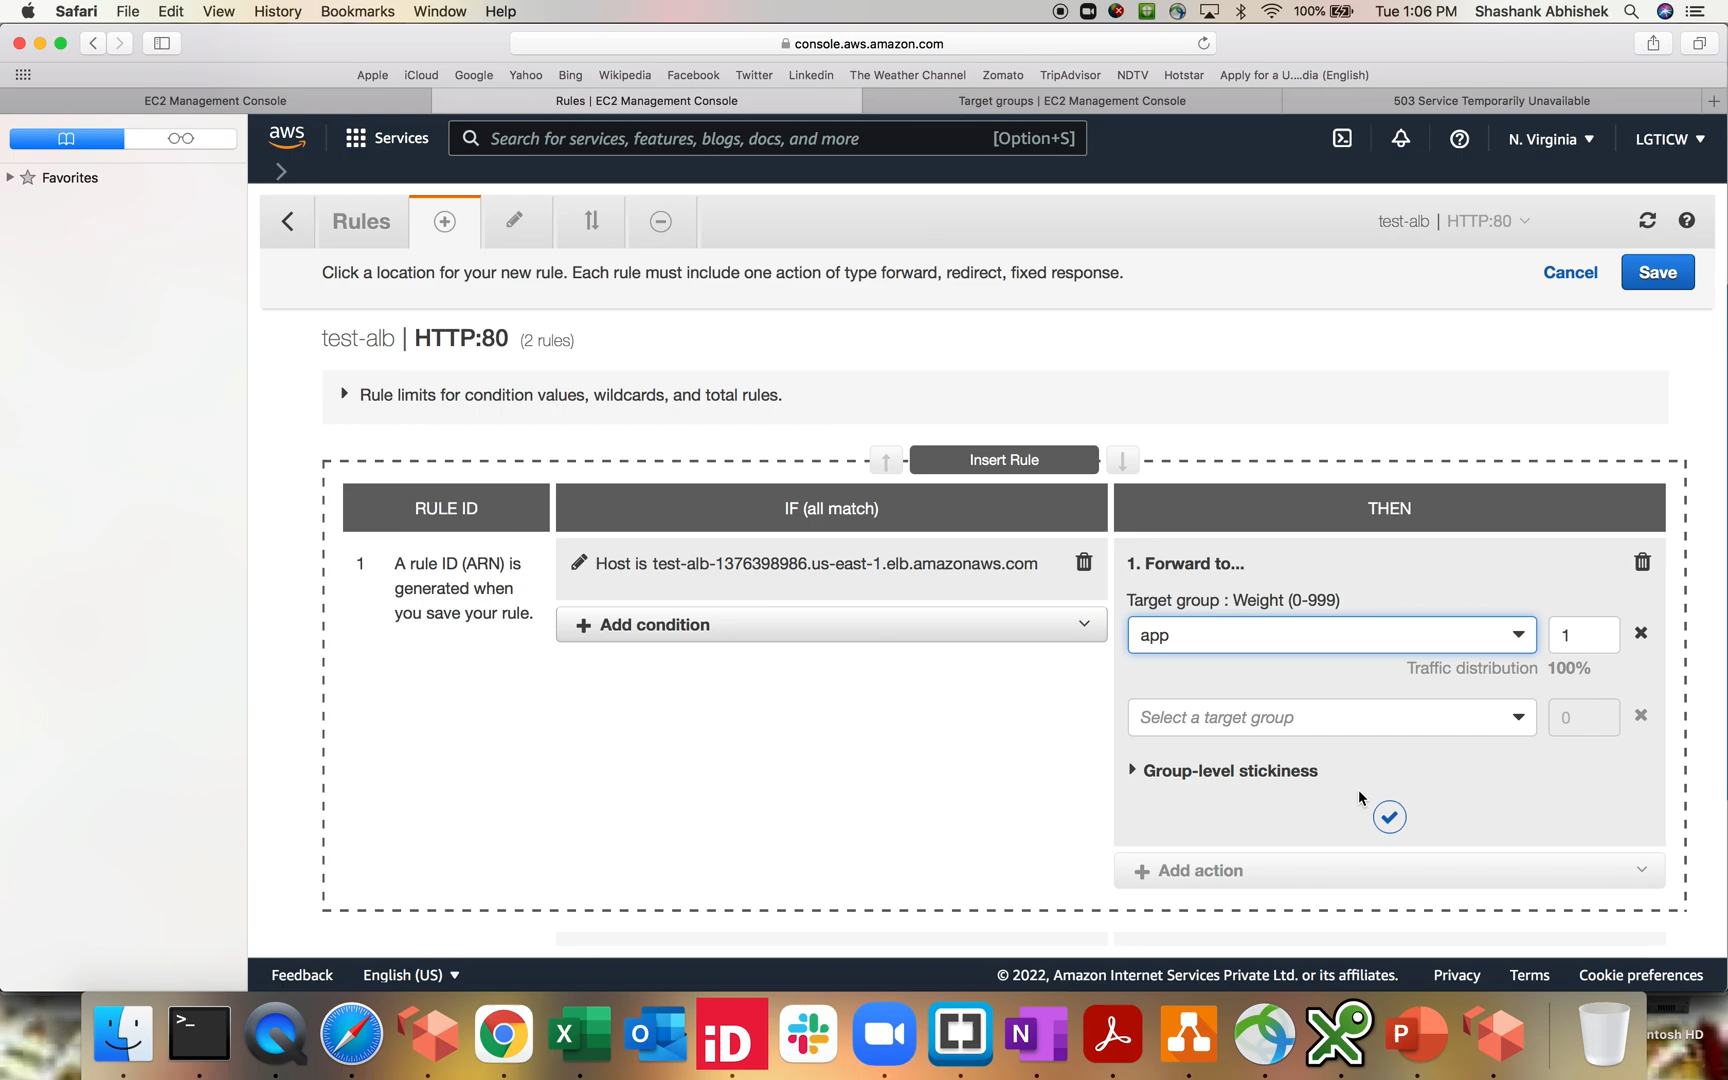 Safari File Edit View History Bookmarks Window Help 100% Tue 1:06 PM Shashank Abhishek
console.aws.amazon.com
Apple iCloud Google Yahoo Bing Wikipedia Facebook Twitter Linkedin The Weather Channel Zomato TripAdvisor NDTV Hotstar Apply for a U....dia (English)
EC2 Management Console Rules | EC2 Management Console Target groups | EC2 Management Console 503 Service Temporarily Unavailable
aws Services Search for services, features, blogs, docs, and more [Option+S] N. Virginia LGTICW
Favorites
Rules test-alb | HTTP:80
Click a location for your new rule. Each rule must include one action of type forward, redirect, fixed response. Cancel Save
test-alb | HTTP:80 (2 rules)
Rule limits for condition values, wildcards, and total rules.
Insert Rule
RULE ID IF (all match) THEN
1 A rule ID (ARN) is generated when you save your rule.
Host is test-alb-1376398986.us-east-1.elb.amazonaws.com
Add condition
1. Forward to...
Target group : Weight (0-999)
app 1
Traffic distribution 100%
Select a target group 0
Group-level stickiness
Add action
Feedback English (US) © 2022, Amazon Internet Services Private Ltd. or its affiliates. Privacy Terms Cookie preferences
iD
X
O
N
P
ntosh HD